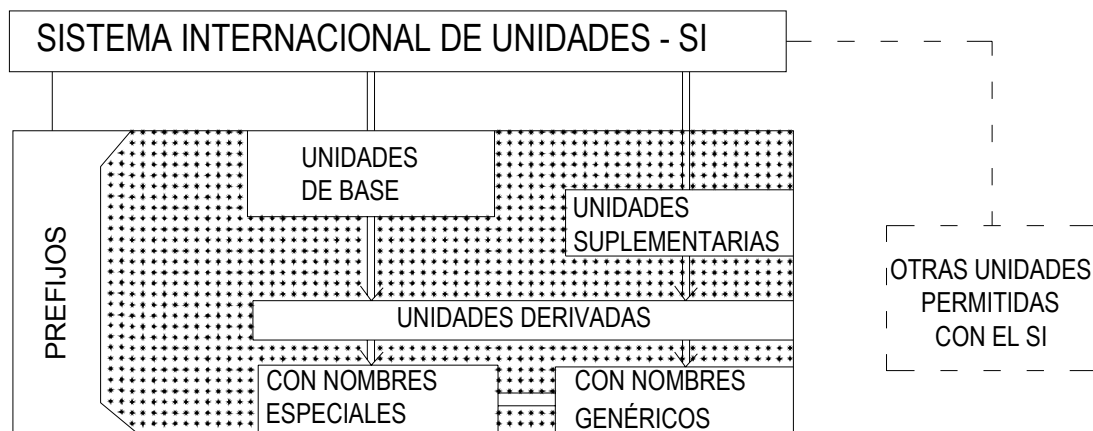 SISTEMA INTERNACIONAL DE UNIDADES - SI
PREFIJOS
UNIDADES
DE BASE
UNIDADES
SUPLEMENTARIAS
UNIDADES DERIVADAS
CON NOMBRES
ESPECIALES
CON NOMBRES
GENÉRICOS
OTRAS UNIDADES
PERMITIDAS
CON EL SI